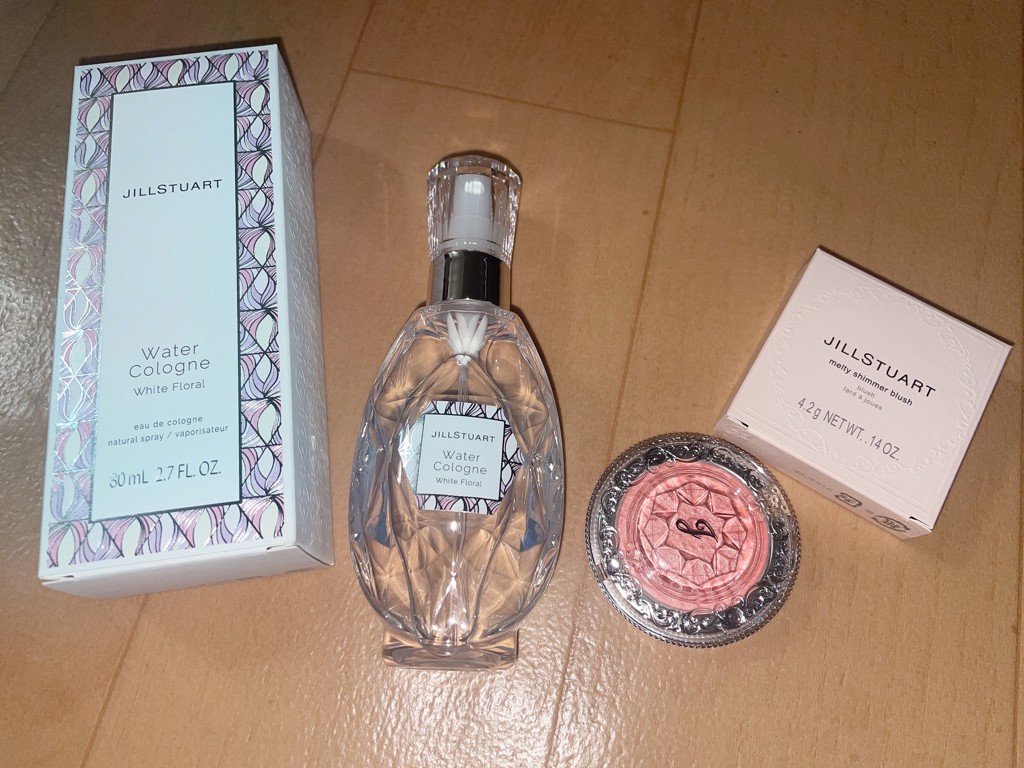 JILLSTUART
Water
Cologne
White Floral
eau de cologne
natural spray / vaporisateur
80mL 2.7 FL.OZ.
JILLSTUART
Water
Cologne
White Floral
JILLSTUART
melty shimmer blush
blush
fard à joues
4.2g NET WT. .14 OZ.